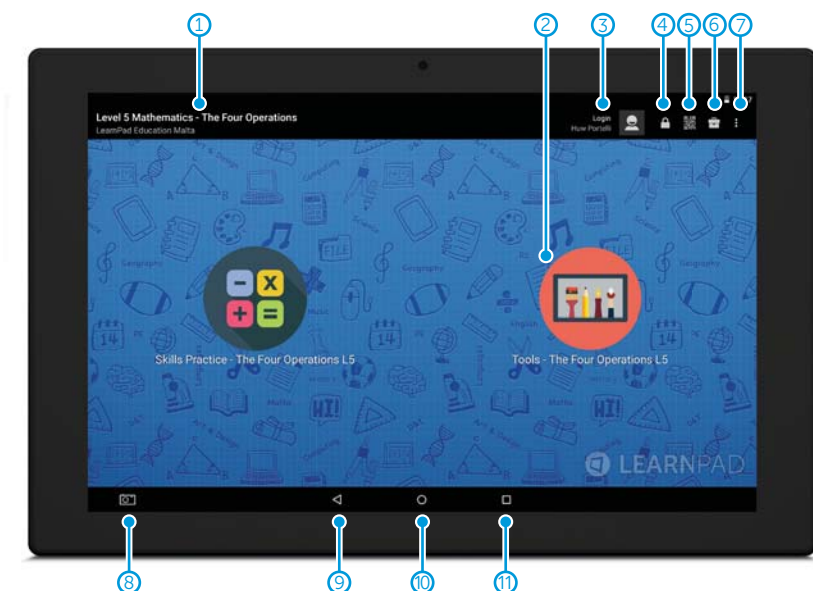 1
2
3
4
5
6
7
Level 5 Mathematics - The Four Operations
LearnPad Education Malta
Login
Huw Portelli
Skills Practice - The Four Operations L5
Tools - The Four Operations L5
LEARNPAD
8
9
10
11